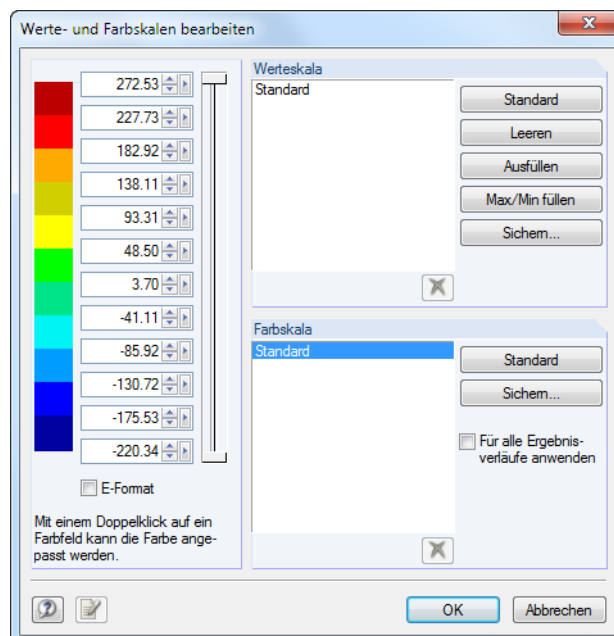 Werte- und Farbskalen bearbeiten
272.53
227.73
182.92
138.11
93.31
48.50
3.70
-41.11
-85.92
-130.72
-175.53
-220.34
E-Format
Mit einem Doppelklick auf ein
Farbfeld kann die Farbe ange-
passt werden.
Werteskala
Standard
Standard
Leeren
Ausfüllen
Max/Min füllen
Sichern...
Farbskala
Standard
Standard
Sichern...
Für alle Ergebnis-
verläufe anwenden
OK
Abbrechen